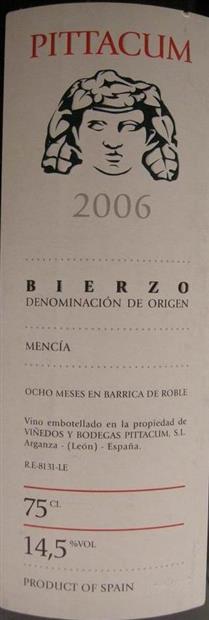 PITTACUM
2006
BIERZO
DENOMINACIÓN DE ORIGEN
MENCÍA
OCHO MESES EN BARRICA DE ROBLE
Vino embotellado en la propiedad de
VIÑEDOS Y BODEGAS PITTACUM, S.L.
Arganza - (León) - España.
R.E-8131-LE
75 CL
14,5 %VOL
PRODUCT OF SPAIN